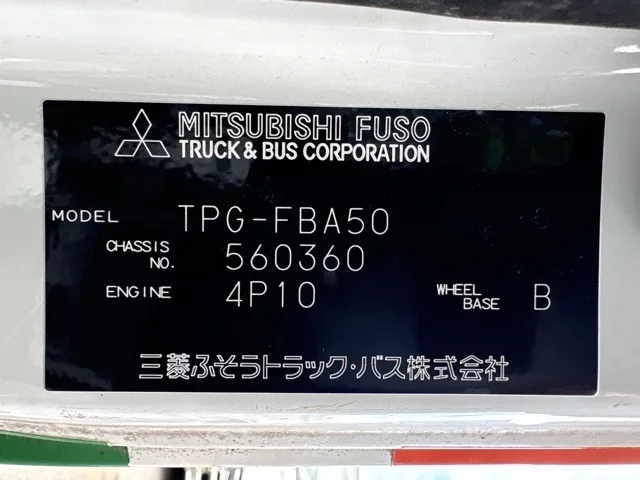 MITSUBISHI FUSO
TRUCK & BUS CORPORATION
MODEL TPG-FBA50
CHASSIS NO. 560360
ENGINE 4P10 WHEEL BASE B
三菱ふそうトラック・バス株式会社